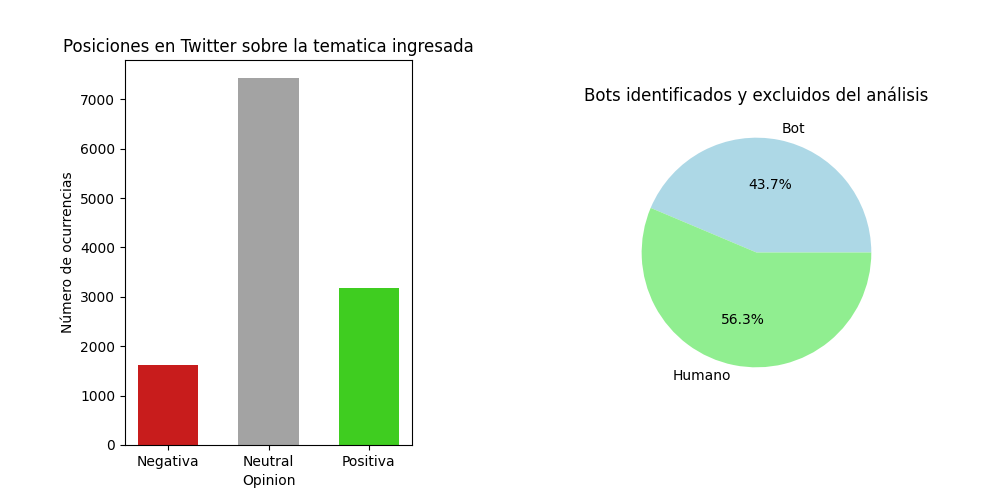 Posiciones en Twitter sobre la tematica ingresada
Número de ocurrencias
7000
6000
5000
4000
3000
2000
1000
0
Negativa
Neutral
Positiva
Opinion
Bots identificados y excluidos del análisis
Bot
43.7%
56.3%
Humano